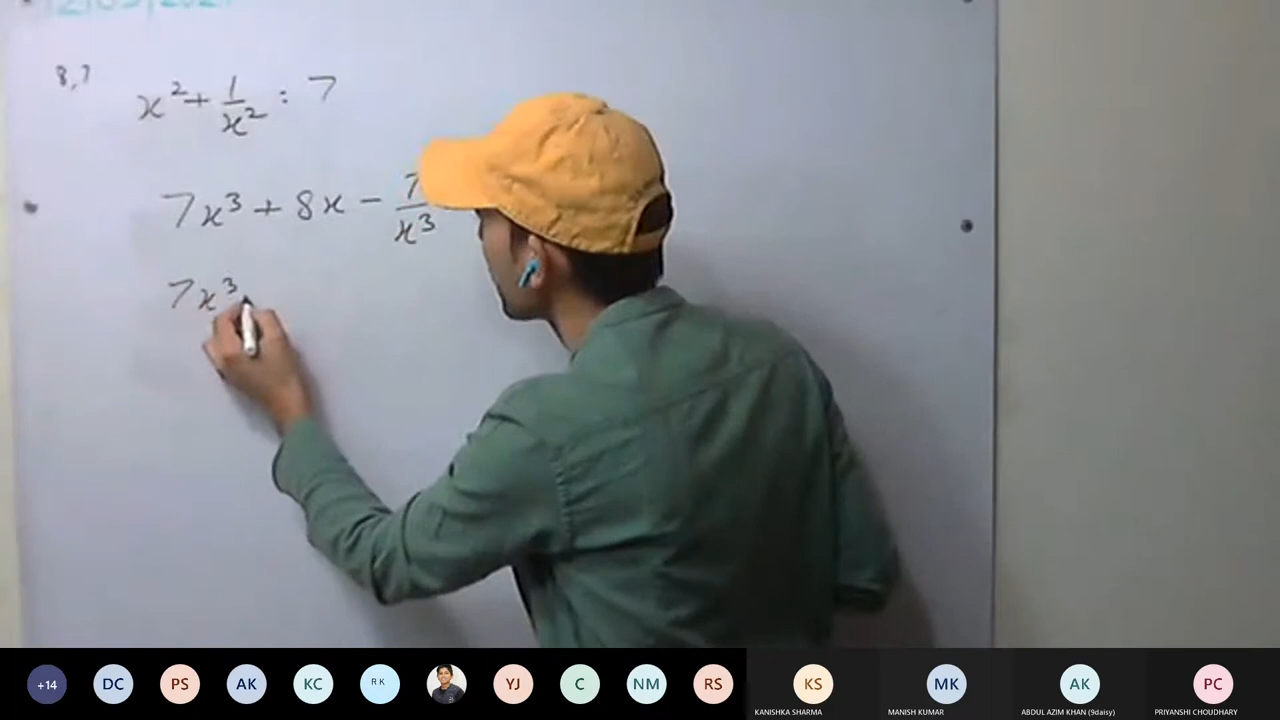 8,7
x² + 1/x² : 7
7x³ + 8x − 7/x³
7x³
+14 DC PS AK KC RK YJ C NM RS KS MK AK PC
KANISHKA SHARMA MANISH KUMAR ABDUL AZIM KHAN (9daisy) PRIYANSHI CHOUDHARY